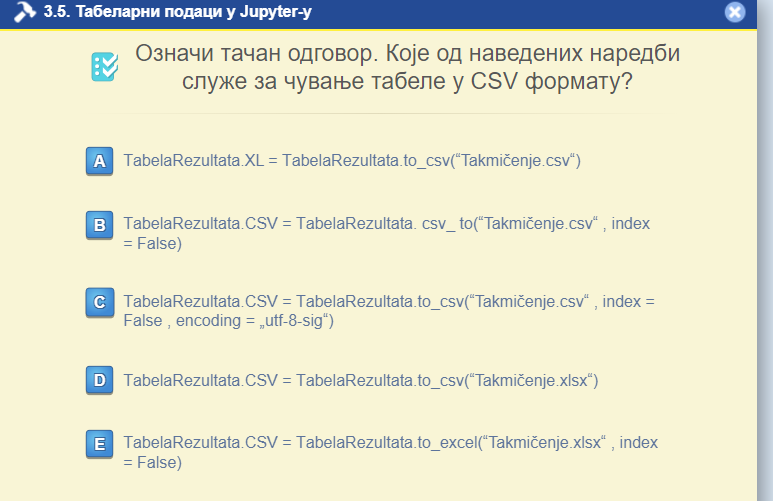 3.5. Табеларни подаци у Jupyter-у
Означи тачан одговор. Које од наведених наредби
служе за чување табеле у CSV формату?
A TabelaRezultata.XL = TabelaRezultata.to_csv(“Takmičenje.csv“)
B TabelaRezultata.CSV = TabelaRezultata. csv_ to(“Takmičenje.csv“ , index
= False)
C TabelaRezultata.CSV = TabelaRezultata.to_csv(“Takmičenje.csv“ , index =
False , encoding = „utf-8-sig“)
D TabelaRezultata.CSV = TabelaRezultata.to_csv(“Takmičenje.xlsx“)
E TabelaRezultata.CSV = TabelaRezultata.to_excel(“Takmičenje.xlsx“ , index
= False)